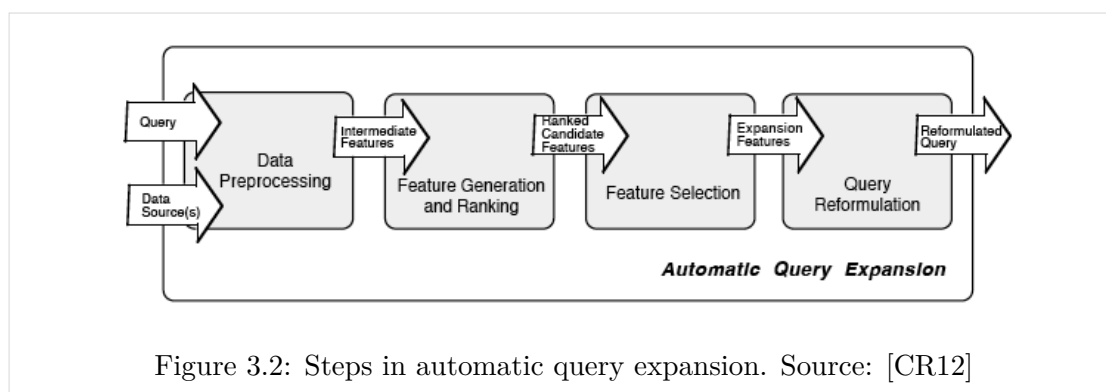 Query
Data
Source(s)
Data
Preprocessing
Intermediate
Features
Feature Generation
and Ranking
Ranked
Candidate
Features
Feature Selection
Expansion
Features
Query
Reformulation
Reformulated
Query
Automatic Query Expansion
Figure 3.2: Steps in automatic query expansion. Source: [CR12]